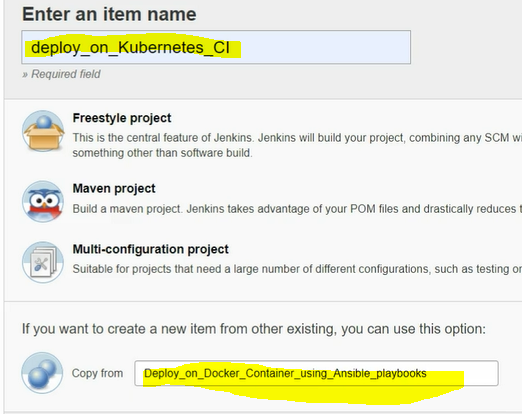 Enter an item name
deploy_on_Kubernetes_CI
» Required field
Freestyle project
This is the central feature of Jenkins. Jenkins will build your project, combining any SCM wi
something other than software build.
Maven project
Build a maven project. Jenkins takes advantage of your POM files and drastically reduces t
Multi-configuration project
Suitable for projects that need a large number of different configurations, such as testing or
If you want to create a new item from other existing, you can use this option:
Copy from
Deploy_on_Docker_Container_using_Ansible_playbooks